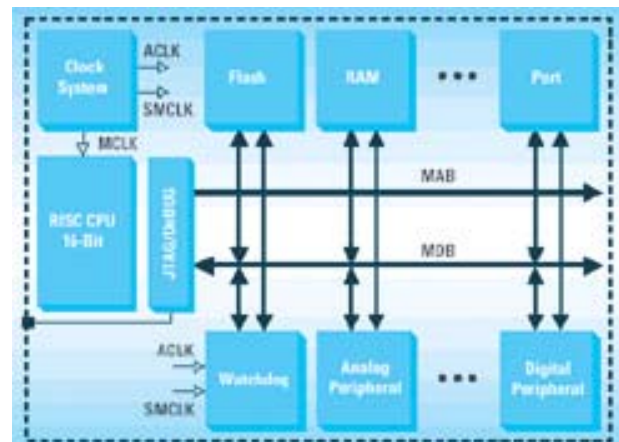 Clock
System
ACLK
SMCLK
MCLK
Flash
RAM
Port
RISC CPU
16-Bit
JTAG/DEBUG
MAB
MDB
ACLK
SMCLK
Watchdog
Analog
Peripheral
Digital
Peripheral